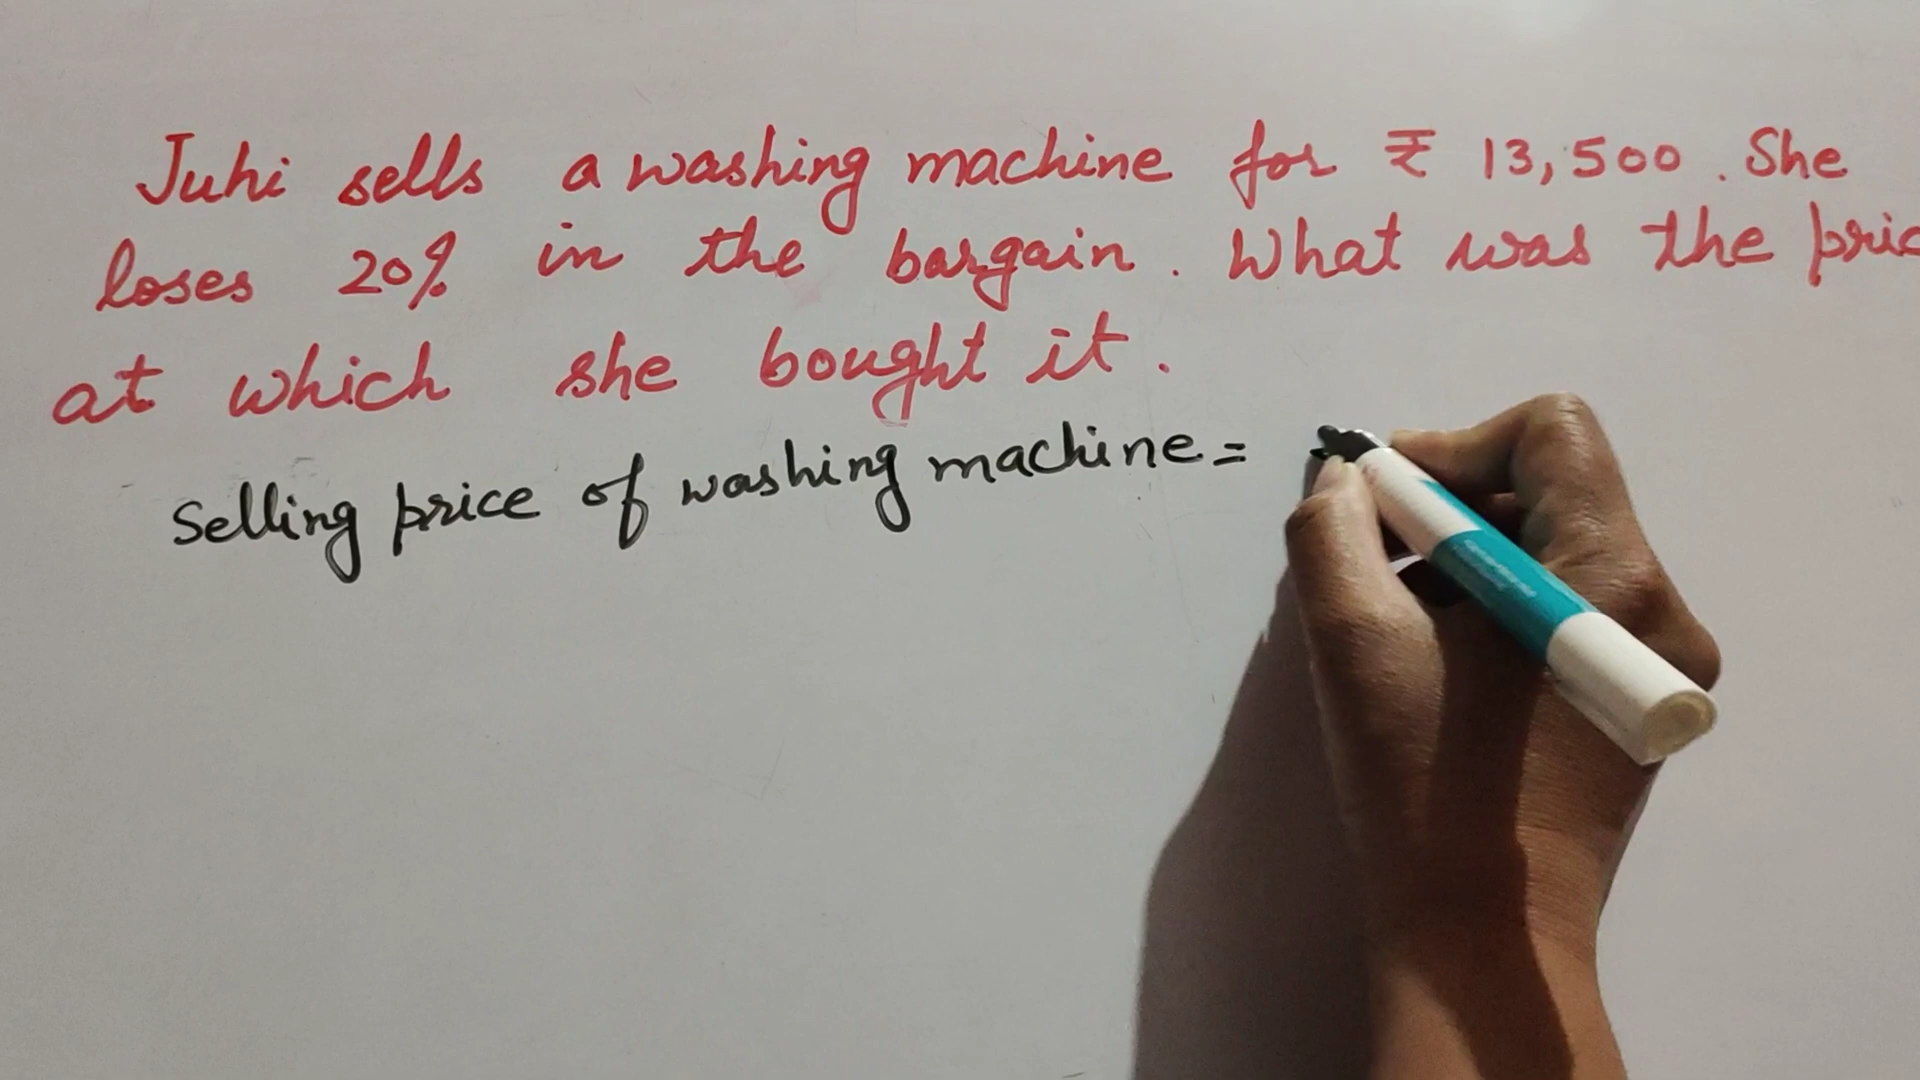 Juhi sells a washing machine for ₹ 13,500. She
loses 20% in the bargain. What was the pric
at which she bought it.
Selling price of washing machine =